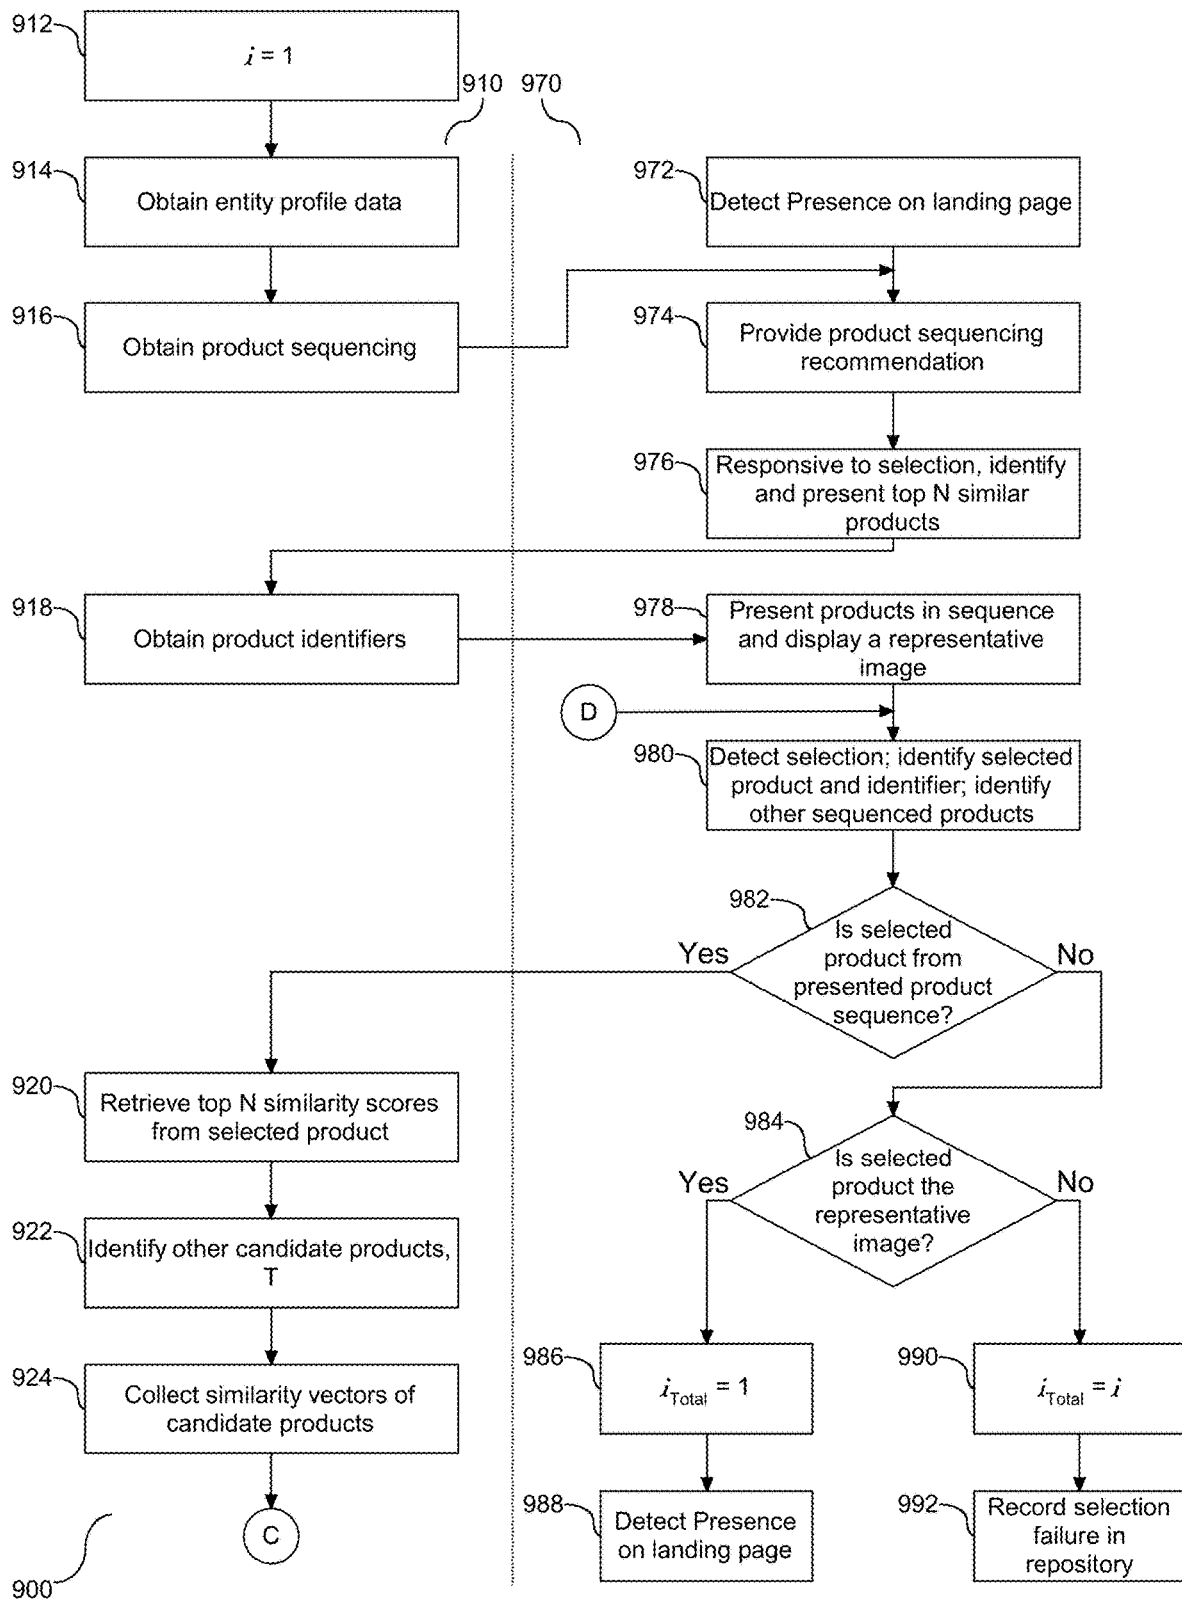 912
i = 1
910
970
914
Obtain entity profile data
972
Detect Presence on landing page
916
Obtain product sequencing
974
Provide product sequencing
recommendation
976
Responsive to selection, identify
and present top N similar
products
918
Obtain product identifiers
978
Present products in sequence
and display a representative
image
D
980
Detect selection; identify selected
product and identifier; identify
other sequenced products
982
Is selected
product from
presented product
sequence?
Yes
No
920
Retrieve top N similarity scores
from selected product
984
Is selected
product the
representative
image?
Yes
No
922
Identify other candidate products,
T
924
Collect similarity vectors of
candidate products
986
iTotal = 1
990
iTotal = i
C
988
Detect Presence
on landing page
992
Record selection
failure in
repository
900